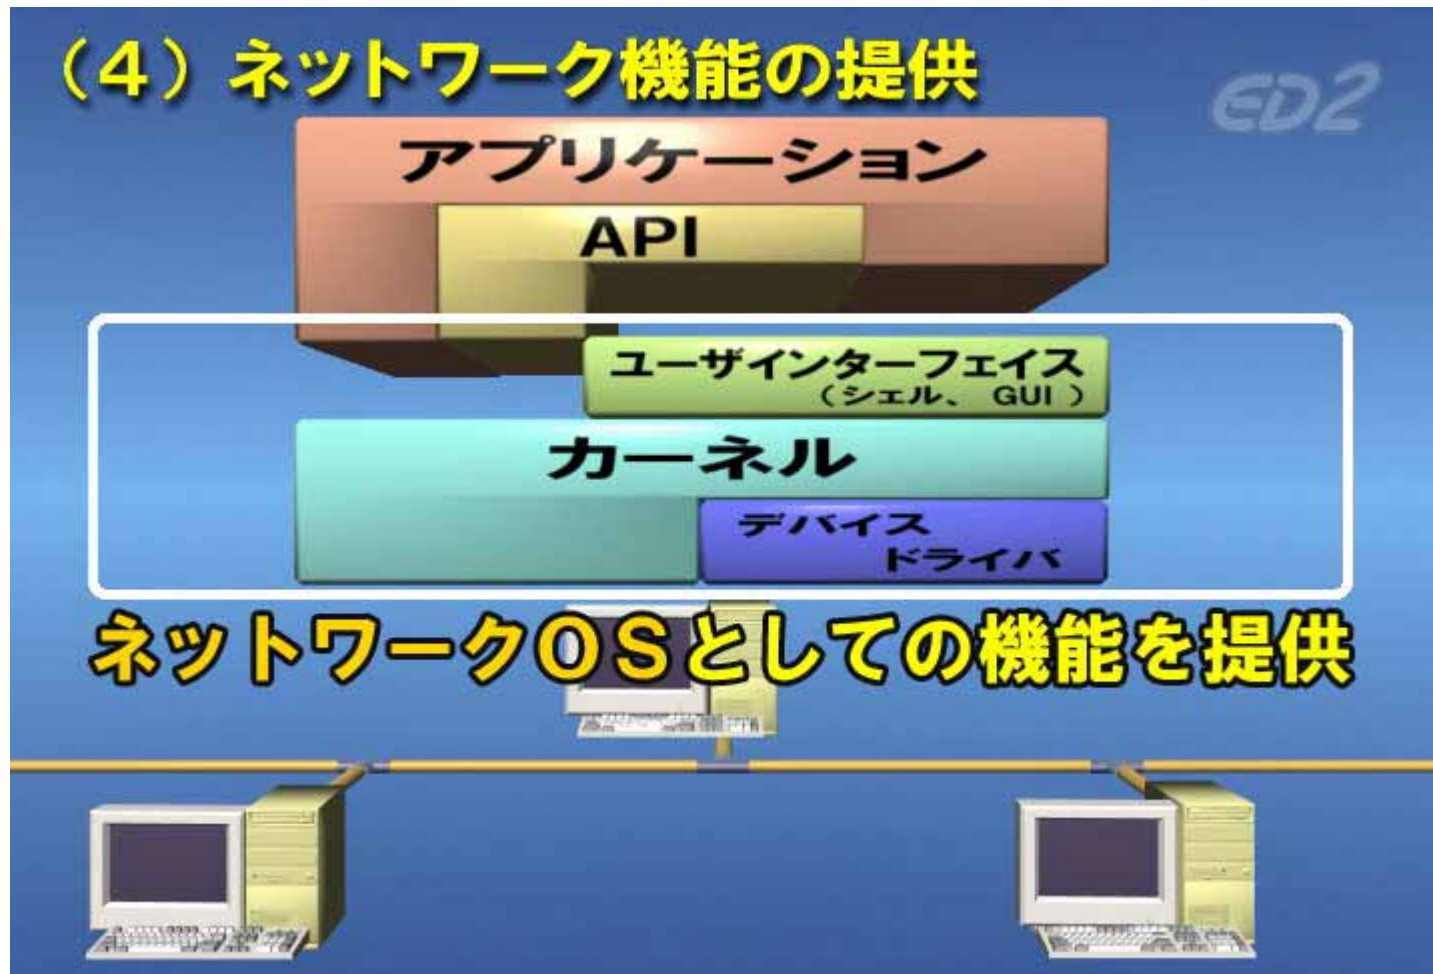 （４）ネットワーク機能の提供
ED2
アプリケーション
API
ユーザインターフェイス
（シェル、 GUI ）
カーネル
デバイス
ドライバ
ネットワークＯＳとしての機能を提供